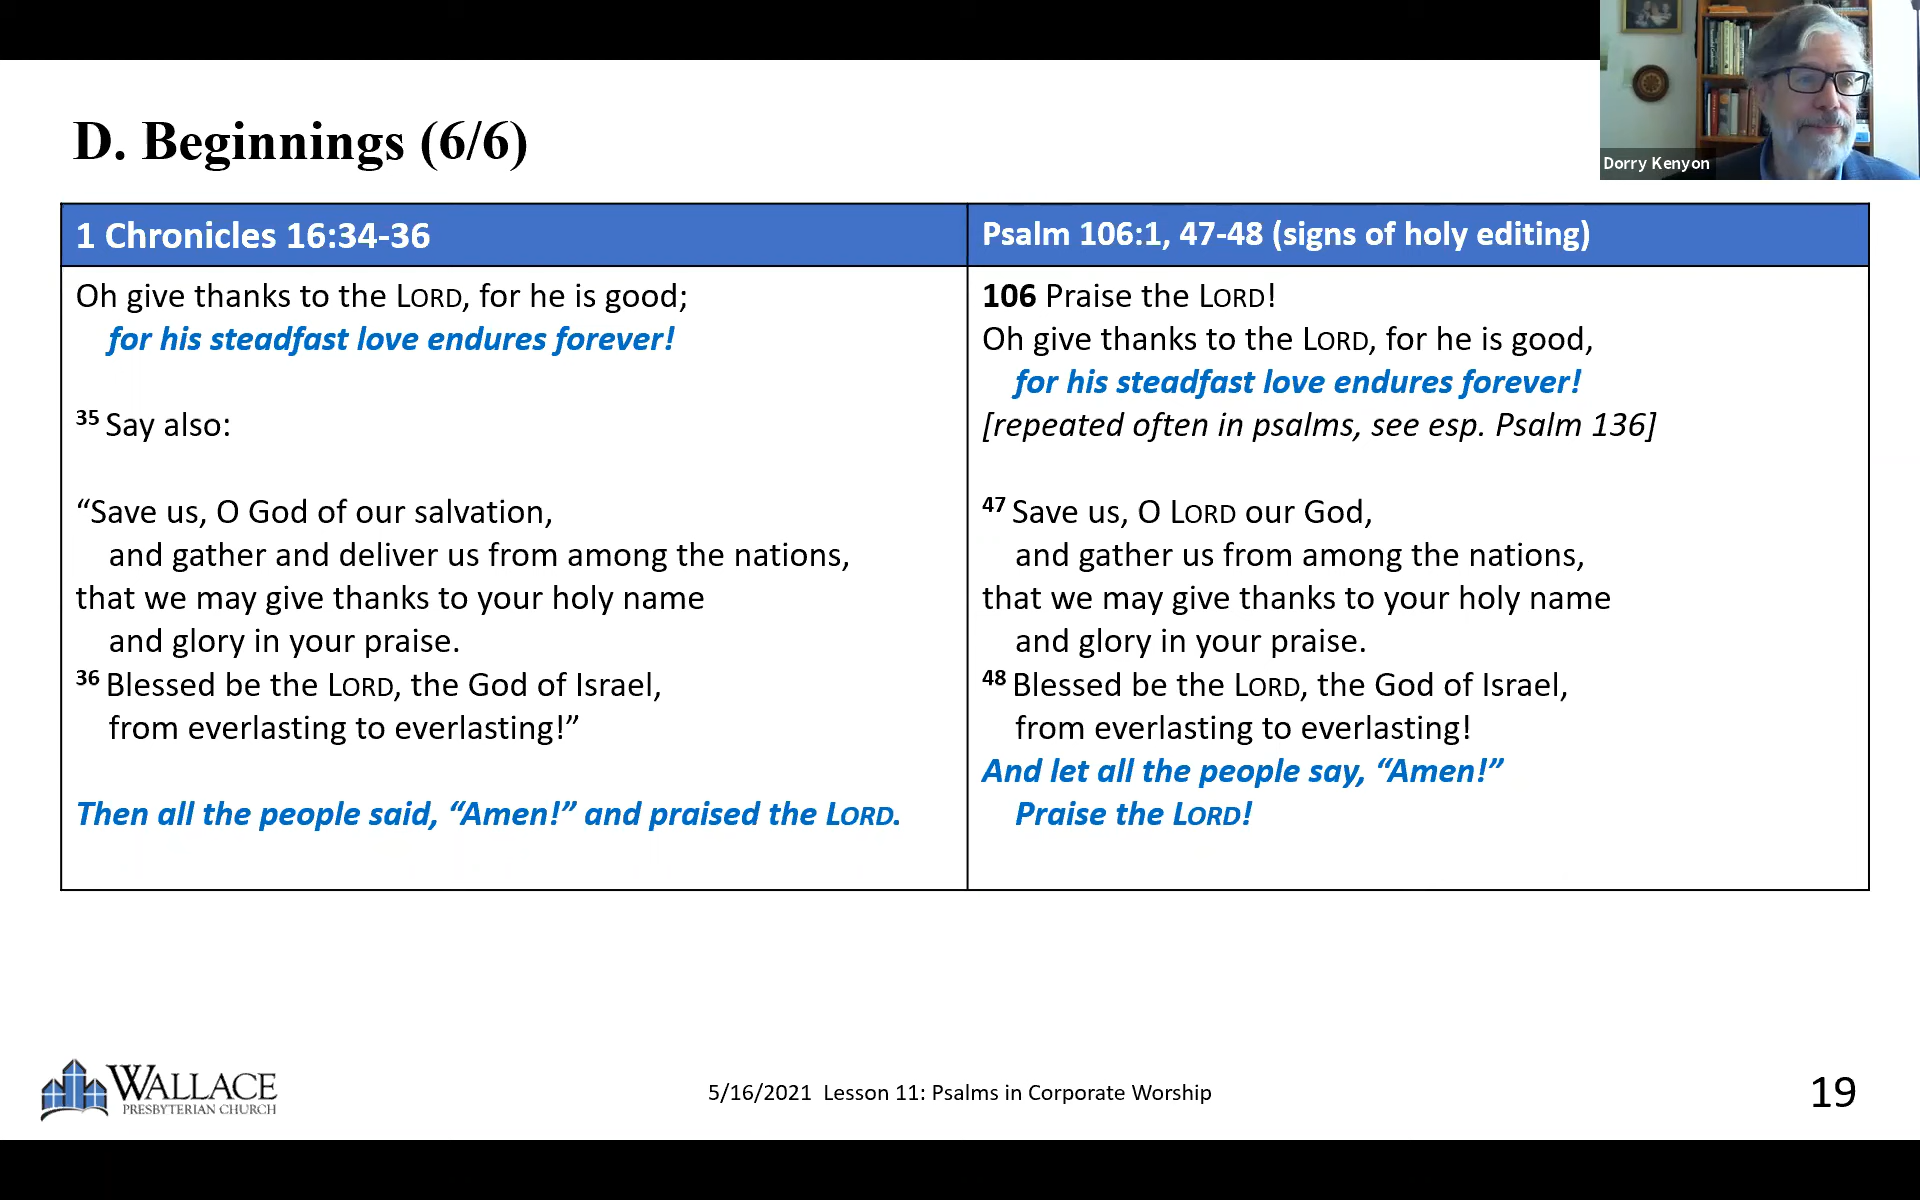 Dorry Kenyon
D. Beginnings (6/6)
1 Chronicles 16:34-36
Oh give thanks to the LORD, for he is good;
for his steadfast love endures forever!
35 Say also:
“Save us, O God of our salvation,
and gather and deliver us from among the nations,
that we may give thanks to your holy name
and glory in your praise.
36 Blessed be the LORD, the God of Israel,
from everlasting to everlasting!”
Then all the people said, “Amen!” and praised the LORD.
Psalm 106:1, 47-48 (signs of holy editing)
106 Praise the LORD!
Oh give thanks to the LORD, for he is good,
for his steadfast love endures forever!
[repeated often in psalms, see esp. Psalm 136]
47 Save us, O LORD our God,
and gather us from among the nations,
that we may give thanks to your holy name
and glory in your praise.
48 Blessed be the LORD, the God of Israel,
from everlasting to everlasting!
And let all the people say, “Amen!”
Praise the LORD!
WALLACE
PRESBYTERIAN CHURCH
5/16/2021 Lesson 11: Psalms in Corporate Worship
19